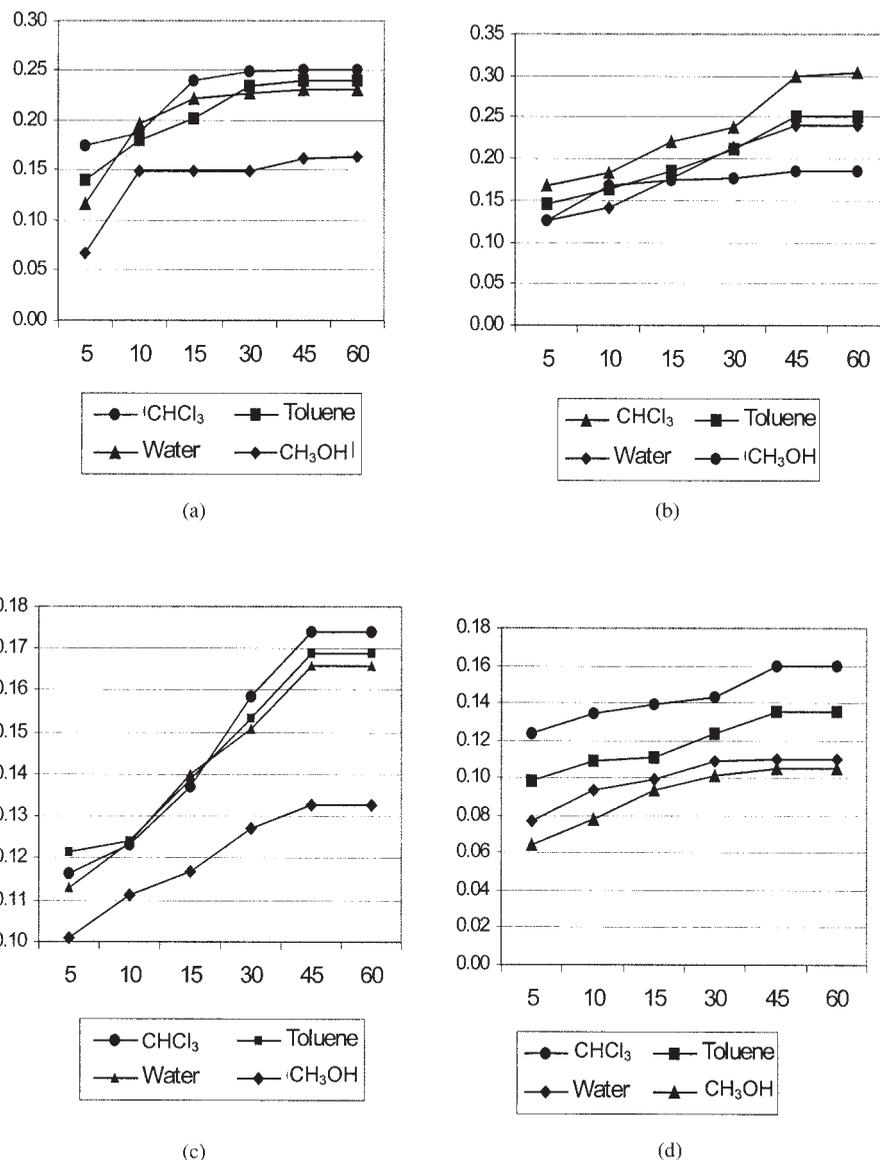 0.30
0.25
0.20
0.15
0.10
0.05
0.00
5 10 15 30 45 60
CHCl₃ Toluene
Water CH₃OH
(a)
0.35
0.30
0.25
0.20
0.15
0.10
0.05
0.00
5 10 15 30 45 60
CHCl₃ Toluene
Water CH₃OH
(b)
0.18
0.17
0.16
0.15
0.14
0.13
0.12
0.11
0.10
5 10 15 30 45 60
CHCl₃ Toluene
Water CH₃OH
(c)
0.18
0.16
0.14
0.12
0.10
0.08
0.06
0.04
0.02
0.00
5 10 15 30 45 60
CHCl₃ Toluene
Water CH₃OH
(d)